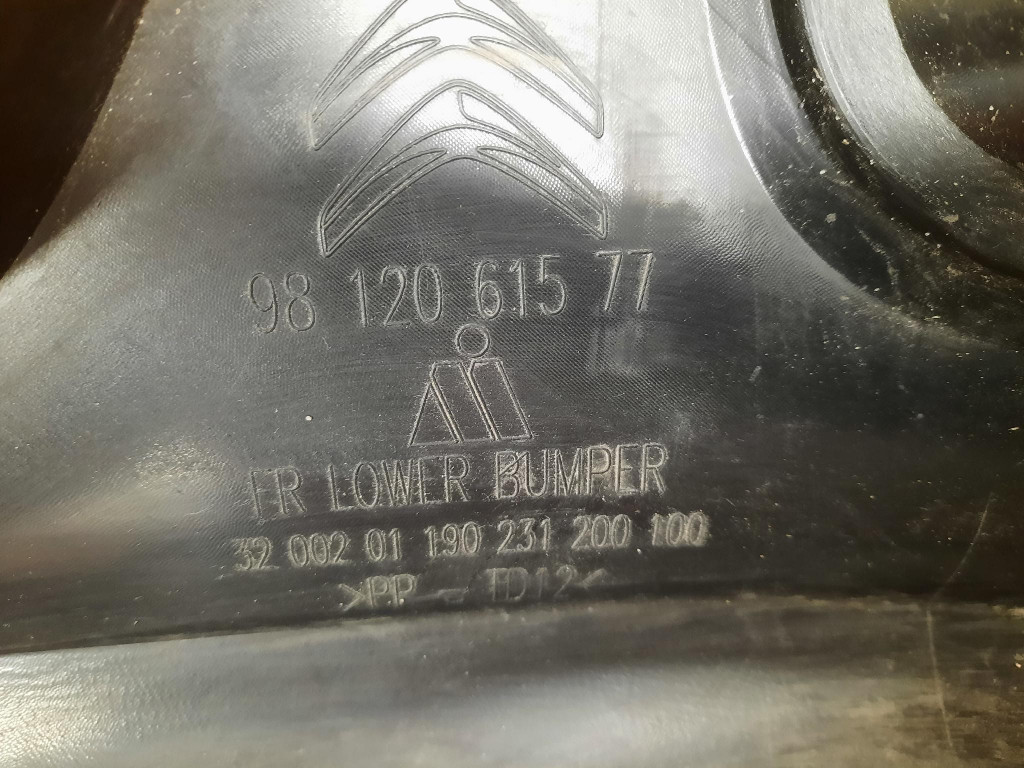 98 120 615 77
FR LOWER BUMPER
32 002 01 190 231 200 100
>PP - TD12<